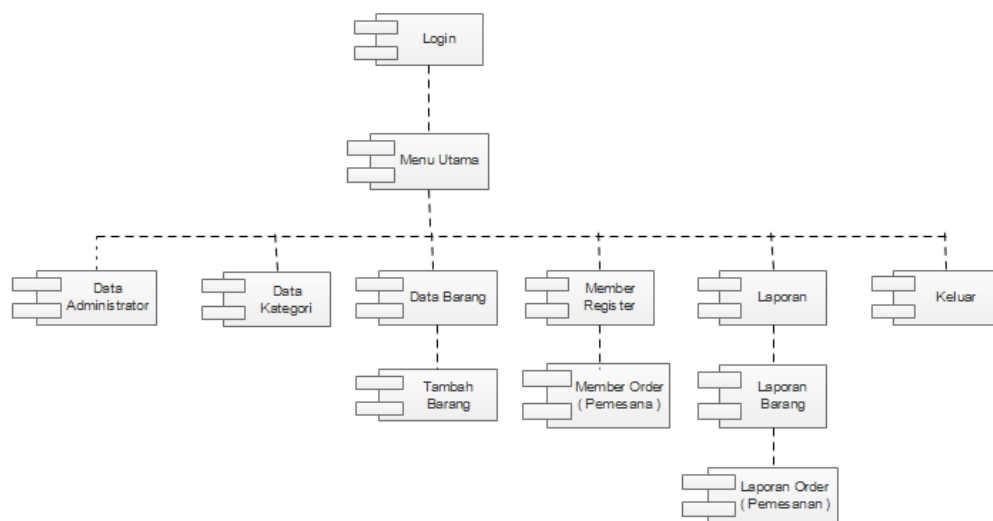 Login
Menu Utama
Data
Administrator
Data
Kategori
Data Barang
Member
Register
Laporan
Keluar
Tambah
Barang
Member Order
( Pemesana )
Laporan
Barang
Laporan Order
( Pemesanan )